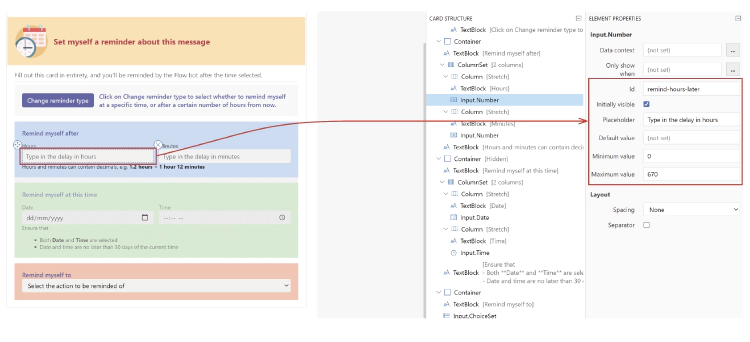 Set myself a reminder about this message
Fill out this card in entirety, and you'll be reminded by the Flow bot after the time selected.
Change reminder type
Click on Change reminder type to select whether to remind myself
at a specific time, or after a certain number of hours from now.
Remind myself after
Hours
Minutes
Type in the delay in hours
Type in the delay in minutes
Hours and minutes can contain decimals, e.g. 1.2 hours = 1 hour 12 minutes
Remind myself at this time
Date
Time
dd/mm/yyyy
--:-- --
Ensure that
• Both Date and Time are selected
• Date and time are no later than 30 days of the current time
Remind myself to
Select the action to be reminded of
CARD STRUCTURE
TextBlock [Click on Change reminder type to
Container
TextBlock [Remind myself after]
ColumnSet [2 columns]
Column [Stretch]
TextBlock [Hours]
Input.Number
Column [Stretch]
TextBlock [Minutes]
Input.Number
TextBlock [Hours and minutes can contain deci
Container [Hidden]
TextBlock [Remind myself at this time]
ColumnSet [2 columns]
Column [Stretch]
TextBlock [Date]
Input.Date
Column [Stretch]
TextBlock [Time]
Input.Time
[Ensure that
TextBlock - Both **Date** and **Time** are sele
- Date and time are no later than 30
Container
TextBlock [Remind myself to]
Input.ChoiceSet
ELEMENT PROPERTIES
Input.Number
Data context
(not set)
...
Only show
when
(not set)
...
Id
remind-hours-later
Initially visible
Placeholder
Type in the delay in hours
Default value
(not set)
Minimum value
0
Maximum value
670
Layout
Spacing
None
Separator